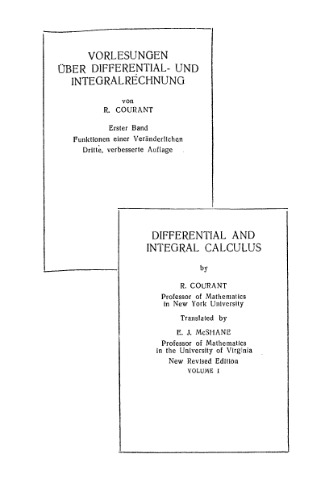 VORLESUNGEN
ÜBER DIFFERENTIAL- UND
INTEGRALRECHNUNG
von
R. COURANT
Erster Band
Funktionen einer Veränderlichen
Dritte, verbesserte Auflage
DIFFERENTIAL AND
INTEGRAL CALCULUS
by
R. COURANT
Professor of Mathematics
in New York University
Translated by
E. J. McSHANE
Professor of Mathematics
in the University of Virginia
New Revised Edition
VOLUME I